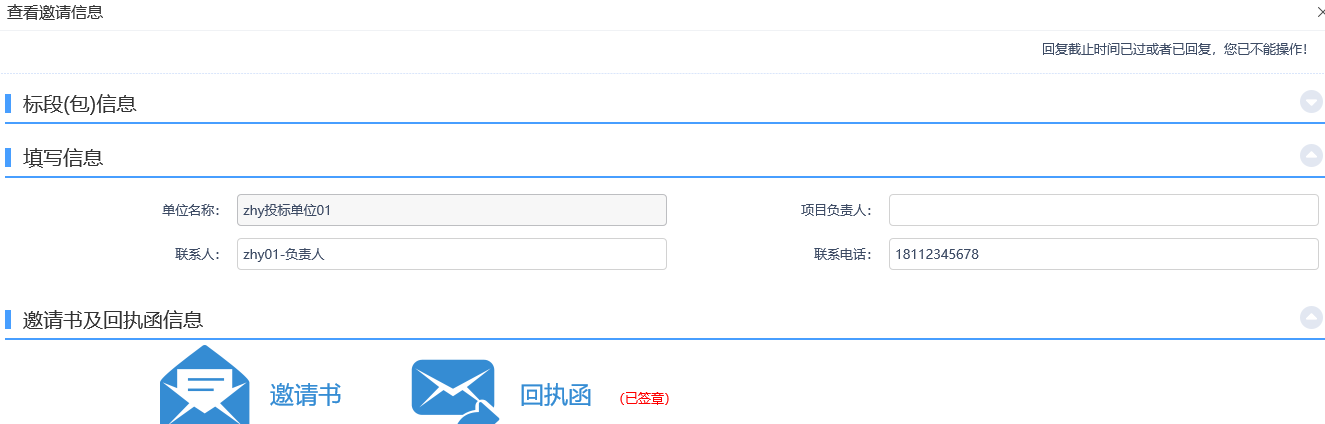 查看邀请信息
回复截止时间已过或者已回复，您已不能操作！
标段(包)信息
填写信息
单位名称： zhy投标单位01 项目负责人：
联系人： zhy01-负责人 联系电话： 18112345678
邀请书及回执函信息
邀请书 回执函 （已签章）